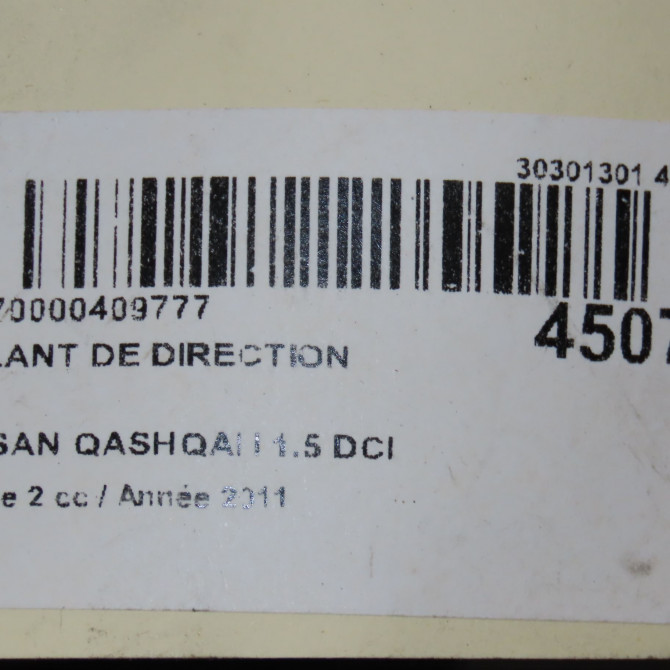 30301301 4
70000409777
4507
LANT DE DIRECTION
SAN QASHQAI I 1.5 DCI
e 2 cc / Année 2011